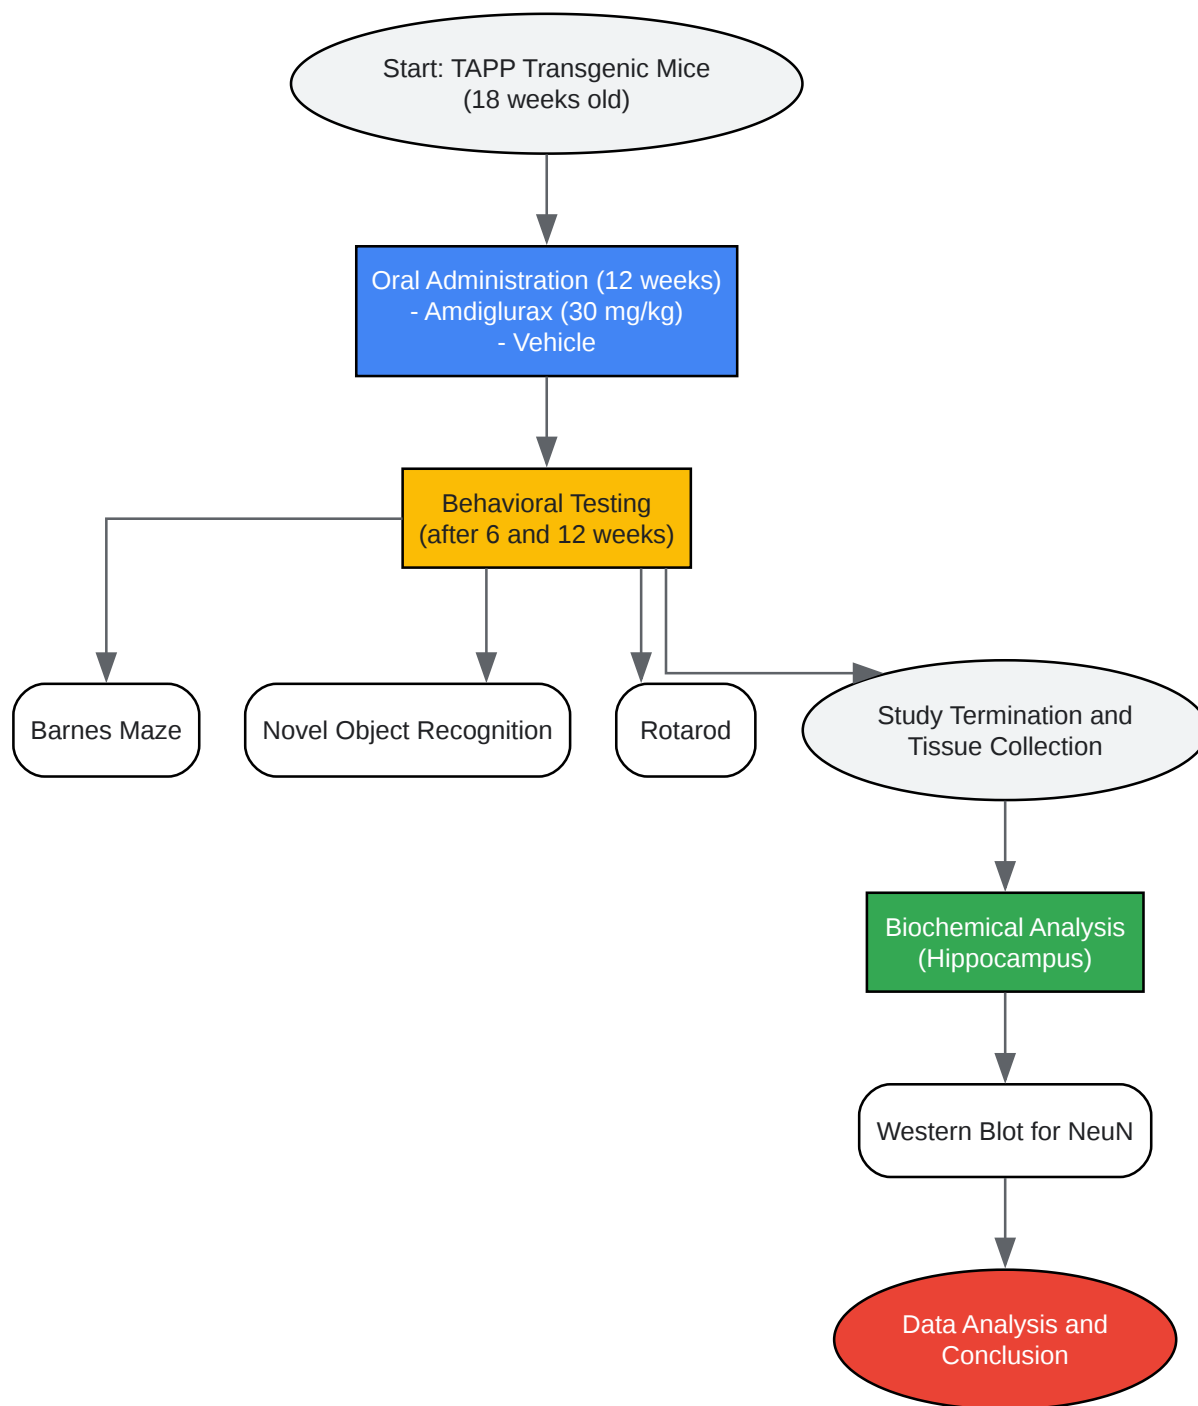 Start: TAPP Transgenic Mice
(18 weeks old)
Oral Administration (12 weeks)
- Amdiglurax (30 mg/kg)
- Vehicle
Behavioral Testing
(after 6 and 12 weeks)
Barnes Maze
Novel Object Recognition
Rotarod
Study Termination and
Tissue Collection
Biochemical Analysis
(Hippocampus)
Western Blot for NeuN
Data Analysis and
Conclusion